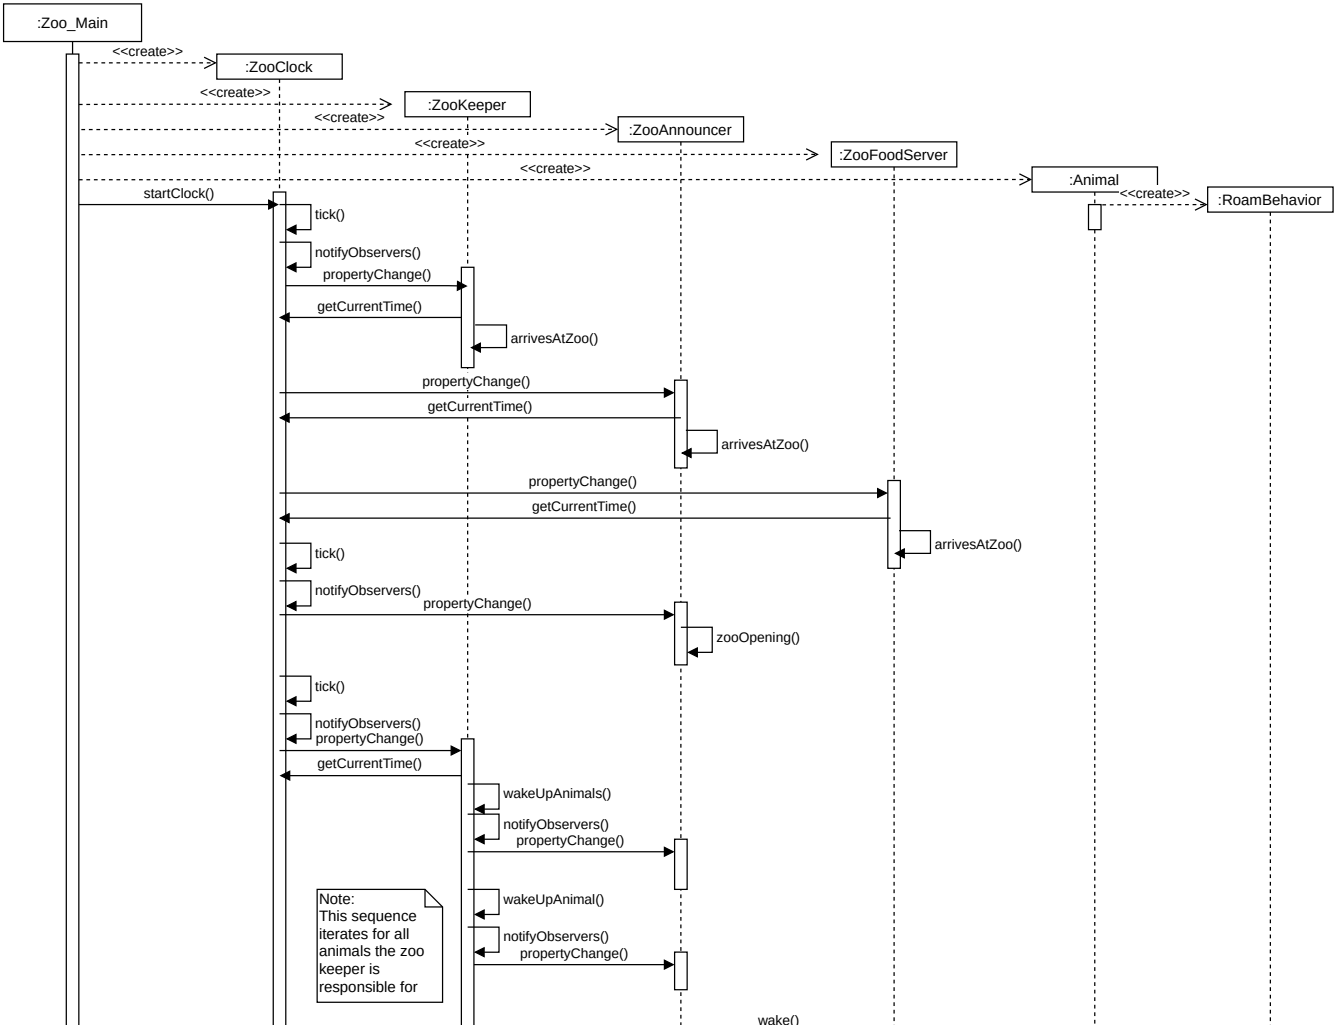 :Zoo_Main
<<create>>
:ZooClock
<<create>>
:ZooKeeper
<<create>>
:ZooAnnouncer
<<create>>
:ZooFoodServer
<<create>>
:Animal
<<create>>
:RoamBehavior
startClock()
tick()
notifyObservers()
propertyChange()
getCurrentTime()
arrivesAtZoo()
propertyChange()
getCurrentTime()
arrivesAtZoo()
propertyChange()
getCurrentTime()
arrivesAtZoo()
tick()
notifyObservers()
propertyChange()
zooOpening()
tick()
notifyObservers()
propertyChange()
getCurrentTime()
wakeUpAnimals()
notifyObservers()
propertyChange()
Note:
This sequence
iterates for all
animals the zoo
keeper is
responsible for
wakeUpAnimal()
notifyObservers()
propertyChange()
wake()